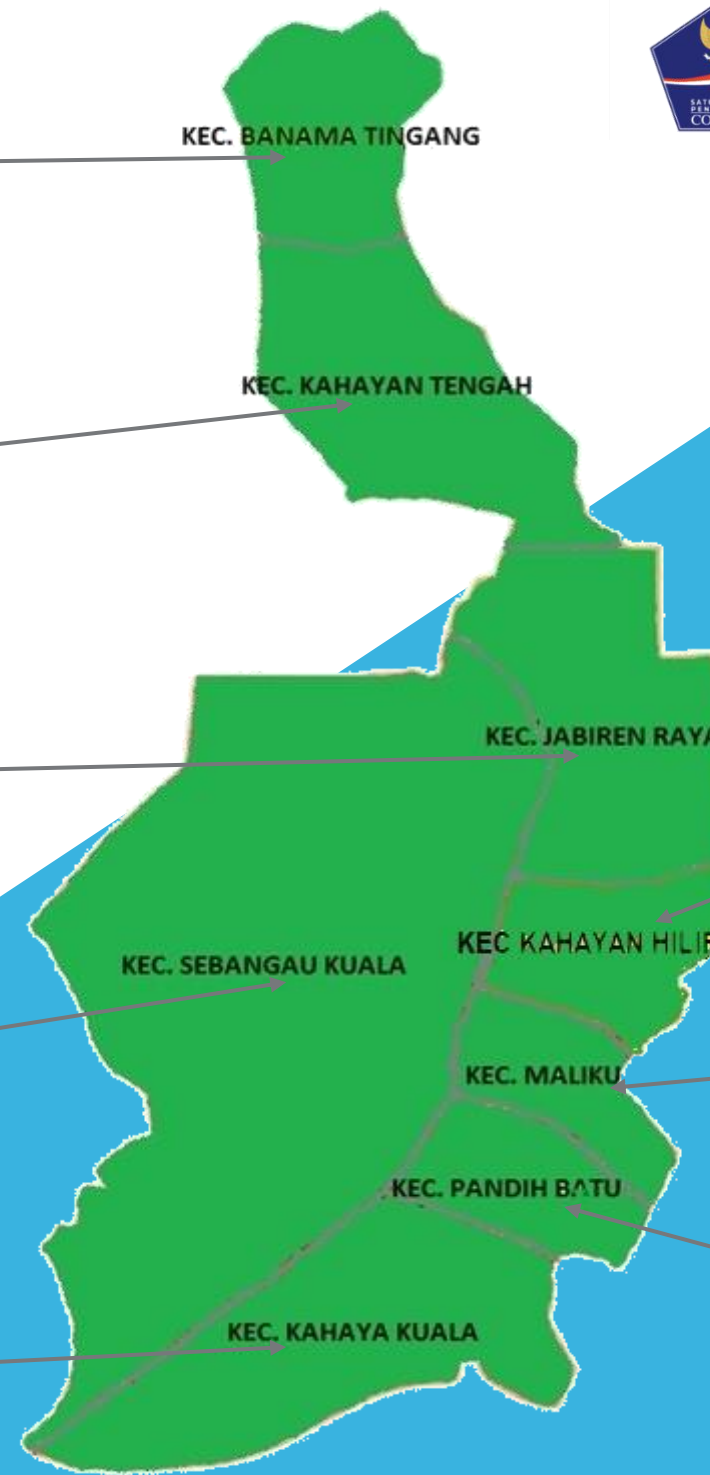 KEC. BANAMA TINGANG
KEC. KAHAYAN TENGAH
KEC. JABIREN RAYA
KEC KAHAYAN HILIR
KEC. SEBANGAU KUALA
KEC. MALIKU
KEC. PANDIH BATU
KEC. KAHAYA KUALA